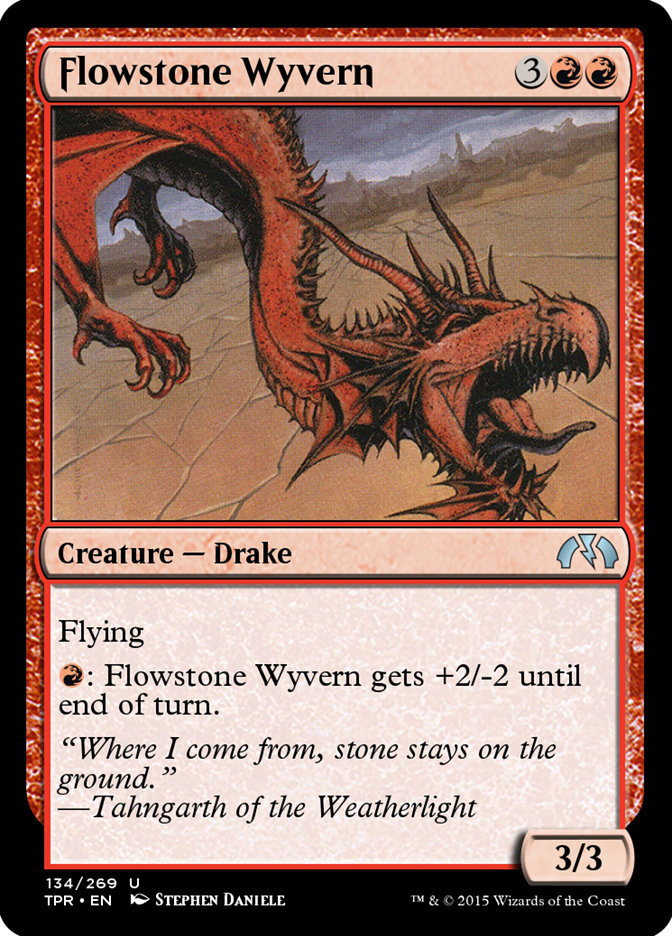 Flowstone Wyvern 3
Creature — Drake
Flying
: Flowstone Wyvern gets +2/-2 until
end of turn.
“Where I come from, stone stays on the
ground.”
—Tahngarth of the Weatherlight
3/3
134/269 U
TPR • EN Stephen Daniele ™ & © 2015 Wizards of the Coast